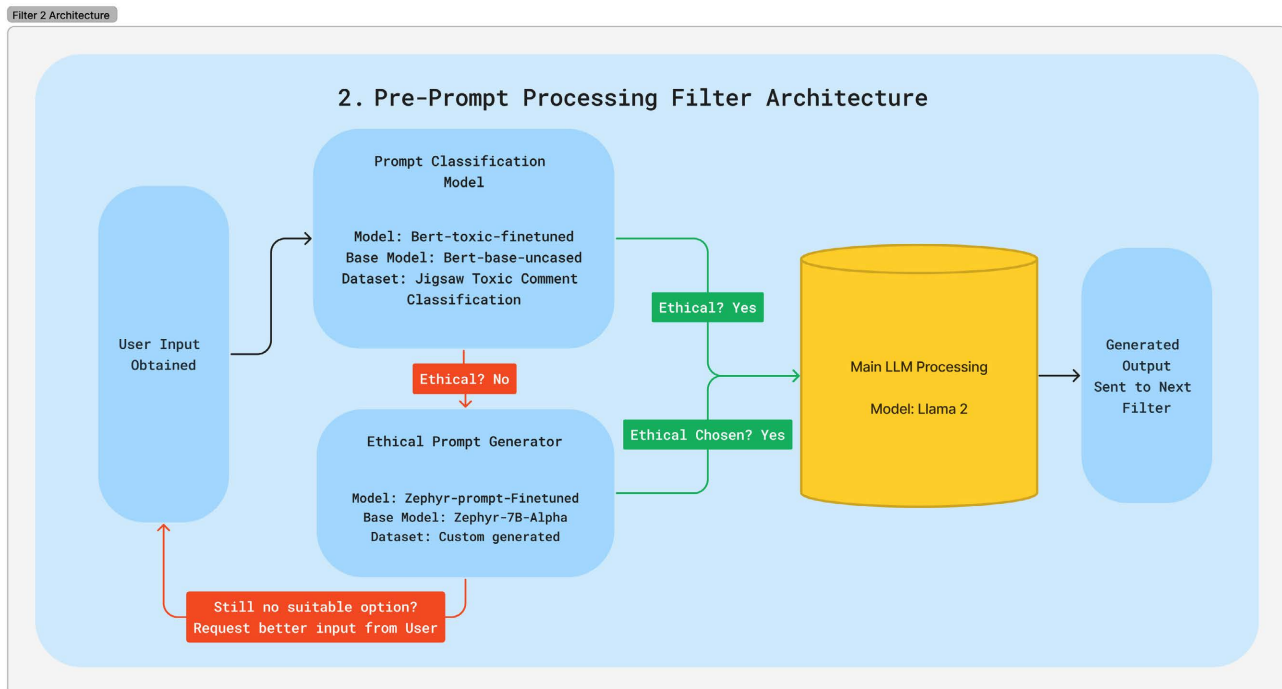 Filter 2 Architecture
2. Pre-Prompt Processing Filter Architecture
User Input
Obtained
Prompt Classification
Model
Model: Bert-toxic-finetuned
Base Model: Bert-base-uncased
Dataset: Jigsaw Toxic Comment
Classification
Ethical? No
Ethical Prompt Generator
Model: Zephyr-prompt-Finetuned
Base Model: Zephyr-7B-Alpha
Dataset: Custom generated
Still no suitable option?
Request better input from User
Ethical? Yes
Ethical Chosen? Yes
Main LLM Processing
Model: Llama 2
Generated
Output
Sent to Next
Filter